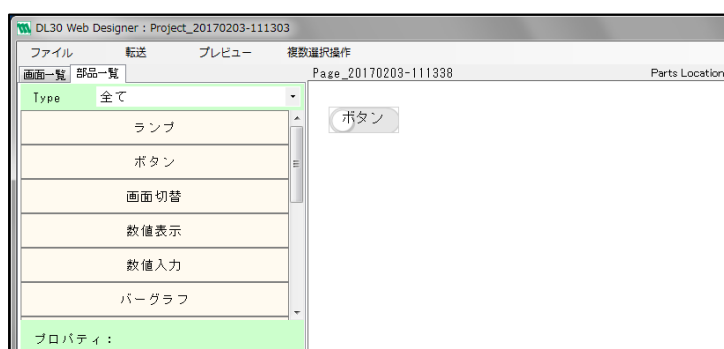 DL30 Web Designer : Project_20170203-111303
ファイル 転送 プレビュー 複数選択操作
画面一覧 部品一覧 Page_20170203-111338 Parts Location
Type 全て
ランプ
ボタン
ボタン
画面切替
数値表示
数値入力
バーグラフ
プロパティ：